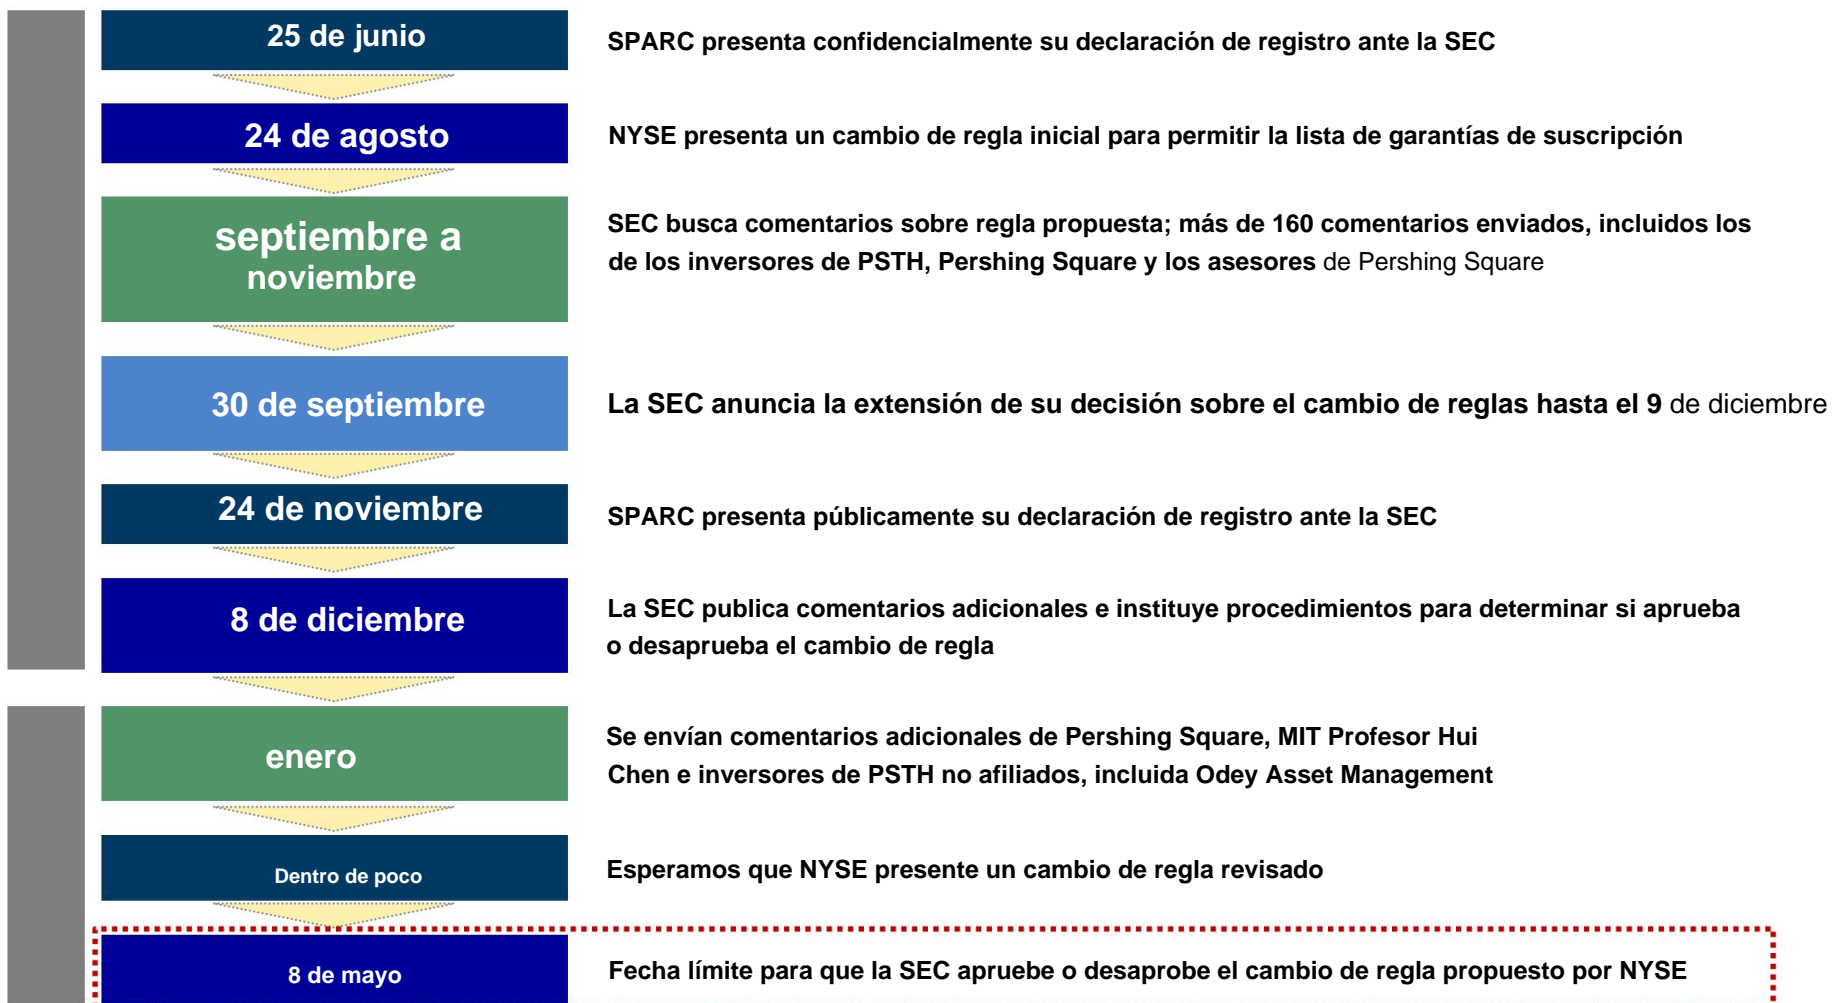 25 de junio
SPARC presenta confidencialmente su declaración de registro ante la SEC
24 de agosto
NYSE presenta un cambio de regla inicial para permitir la lista de garantías de suscripción
septiembre a
noviembre
SEC busca comentarios sobre regla propuesta; más de 160 comentarios enviados, incluidos los
de los inversores de PSTH, Pershing Square y los asesores de Pershing Square
30 de septiembre
La SEC anuncia la extensión de su decisión sobre el cambio de reglas hasta el 9 de diciembre
24 de noviembre
SPARC presenta públicamente su declaración de registro ante la SEC
8 de diciembre
La SEC publica comentarios adicionales e instituye procedimientos para determinar si aprueba
o desaprueba el cambio de regla
enero
Se envían comentarios adicionales de Pershing Square, MIT Profesor Hui
Chen e inversores de PSTH no afiliados, incluida Odey Asset Management
Dentro de poco
Esperamos que NYSE presente un cambio de regla revisado
8 de mayo
Fecha límite para que la SEC apruebe o desaprobe el cambio de regla propuesto por NYSE